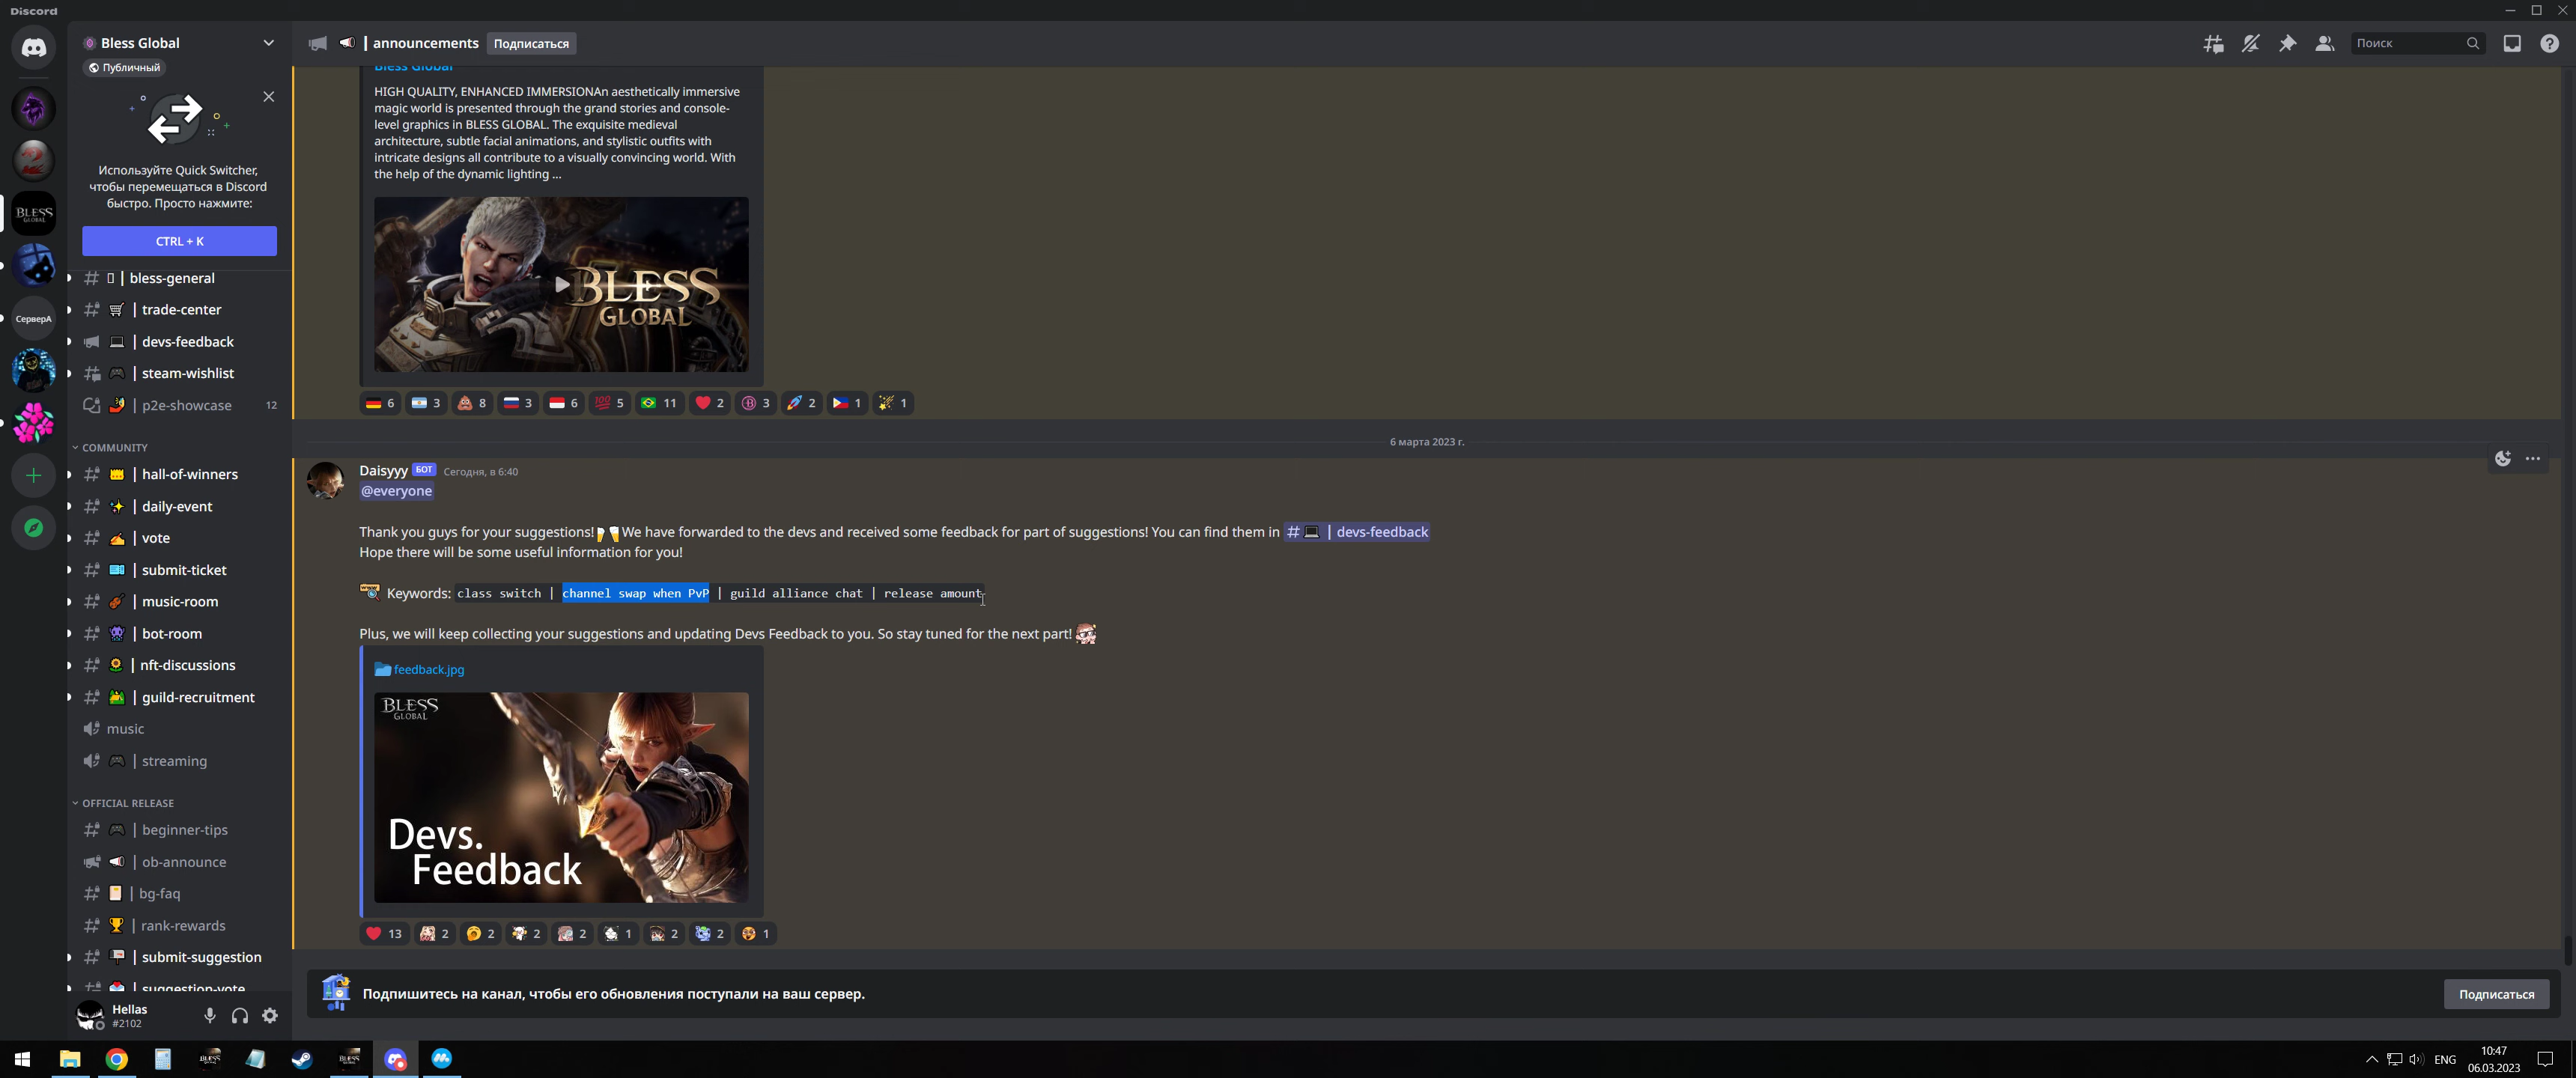 Discord
Bless Global
Публичный
Используйте Quick Switcher,
чтобы перемещаться в Discord
быстро. Просто нажмите:
CTRL + K
bless-general
trade-center
devs-feedback
steam-wishlist
p2e-showcase 12
COMMUNITY
hall-of-winners
daily-event
vote
submit-ticket
music-room
bot-room
nft-discussions
guild-recruitment
music
streaming
OFFICIAL RELEASE
beginner-tips
ob-announce
bg-faq
rank-rewards
submit-suggestion
suggestion-vote
Hellas
#2102
BLESS
GLOBAL
СерверА
| announcements Подписаться
Поиск
Bless Global
HIGH QUALITY, ENHANCED IMMERSIONAn aesthetically immersive
magic world is presented through the grand stories and console-
level graphics in BLESS GLOBAL. The exquisite medieval
architecture, subtle facial animations, and stylistic outfits with
intricate designs all contribute to a visually convincing world. With
the help of the dynamic lighting ...
BLESS
GLOBAL
6 3 8 3 6 100 5 11 2 3 2 1 1
6 марта 2023 г.
Daisyyy БОТ Сегодня, в 6:40
@everyone
Thank you guys for your suggestions! We have forwarded to the devs and received some feedback for part of suggestions! You can find them in # | devs-feedback
Hope there will be some useful information for you!
Keywords: class switch | channel swap when PvP | guild alliance chat | release amount
Plus, we will keep collecting your suggestions and updating Devs Feedback to you. So stay tuned for the next part!
feedback.jpg
BLESS
GLOBAL
Devs.
Feedback
13 2 2 2 2 1 2 2 1
Подпишитесь на канал, чтобы его обновления поступали на ваш сервер.
Подписаться
ENG
10:47
06.03.2023